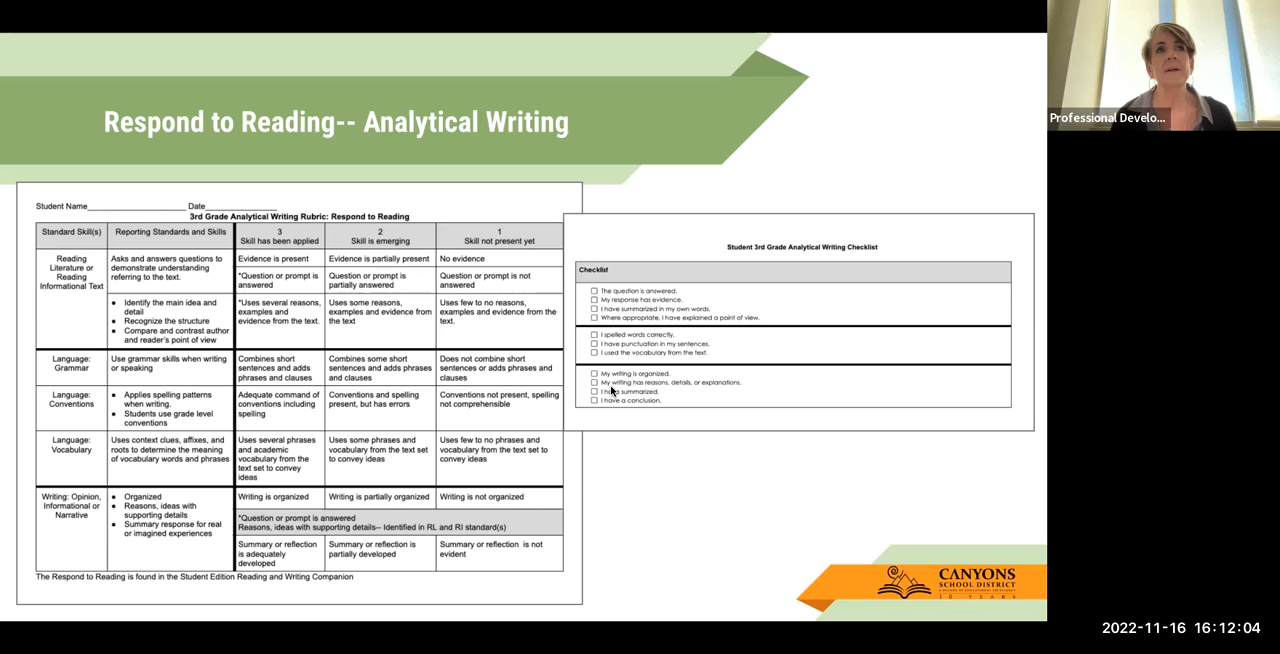 Respond to Reading-- Analytical Writing
Professional Develo...
Student Name____________________ Date_______________
3rd Grade Analytical Writing Rubric: Respond to Reading
Standard Skill(s)
Reporting Standards and Skills
3
Skill has been applied
2
Skill is emerging
1
Skill not present yet
Reading
Literature or
Reading
Informational Text
Asks and answers questions to
demonstrate understanding
referring to the text.
Evidence is present
Evidence is partially present
No evidence
*Question or prompt is
answered
Question or prompt is
partially answered
Question or prompt is not
answered
● Identify the main idea and
detail
● Recognize the structure
● Compare and contrast author
and reader's point of view
*Uses several reasons,
examples and
evidence from the text.
Uses some reasons,
examples and evidence from
the text
Uses few to no reasons,
examples and evidence from the
text.
Language:
Grammar
Use grammar skills when writing
or speaking
Combines short
sentences and adds
phrases and clauses
Combines some short
sentences and adds phrases
and clauses
Does not combine short
sentences or adds phrases and
clauses
Language:
Conventions
● Applies spelling patterns
when writing.
● Students use grade level
conventions
Adequate command of
conventions including
spelling
Conventions and spelling
present, but has errors
Conventions not present, spelling
not comprehensible
Language:
Vocabulary
Uses context clues, affixes, and
roots to determine the meaning
of vocabulary words and phrases
Uses several phrases
and academic
vocabulary from the
text set to convey
ideas
Uses some phrases and
vocabulary from the text set
to convey ideas
Uses few to no phrases and
vocabulary from the text set to
convey ideas
Writing: Opinion,
Informational or
Narrative
● Organized
● Reasons, ideas with
supporting details
● Summary response for real
or imagined experiences
Writing is organized
Writing is partially organized
Writing is not organized
*Question or prompt is answered
Reasons, ideas with supporting details-- Identified in RL and RI standard(s)
Summary or reflection
is adequately
developed
Summary or reflection is
partially developed
Summary or reflection is not
evident
The Respond to Reading is found in the Student Edition Reading and Writing Companion
Student 3rd Grade Analytical Writing Checklist
Checklist
☐ The question is answered.
☐ My response has evidence.
☐ I have summarized in my own words.
☐ Where appropriate, I have explained a point of view.
☐ I spelled words correctly.
☐ I have punctuation in my sentences.
☐ I used the vocabulary from the text.
☐ My writing is organized.
☐ My writing has reasons, details, or explanations.
☐ I summarized.
☐ I have a conclusion.
CANYONS
SCHOOL DISTRICT
10 YEARS
2022-11-16 16:12:04